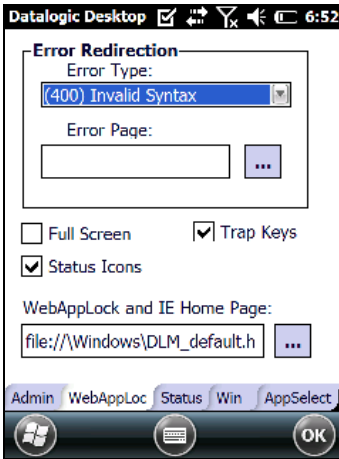 Datalogic Desktop 6:52
Error Redirection
Error Type:
(400) Invalid Syntax
Error Page:
...
Full Screen
Trap Keys
Status Icons
WebAppLock and IE Home Page:
file://\Windows\DLM_default.h
...
Admin WebAppLoc Status Win AppSelect
OK